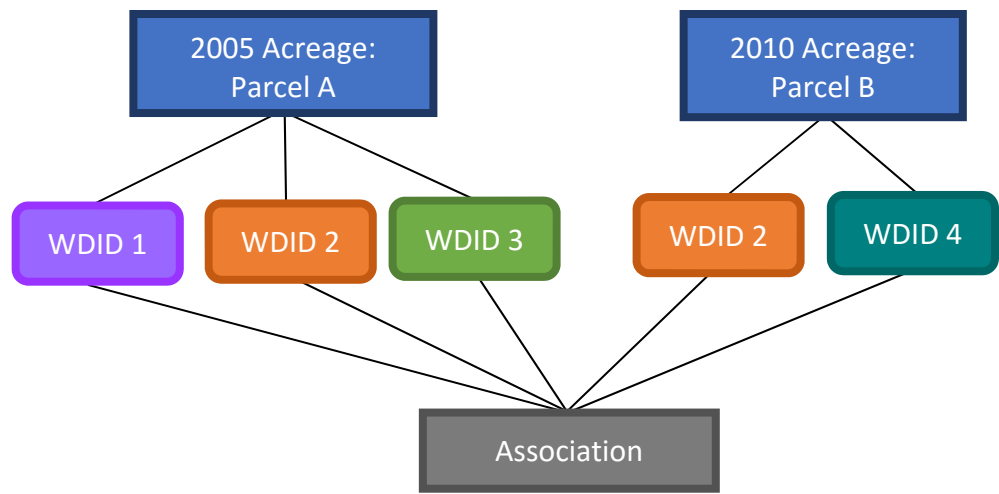 2005 Acreage:
Parcel A
2010 Acreage:
Parcel B
WDID 1
WDID 2
WDID 3
WDID 2
WDID 4
Association